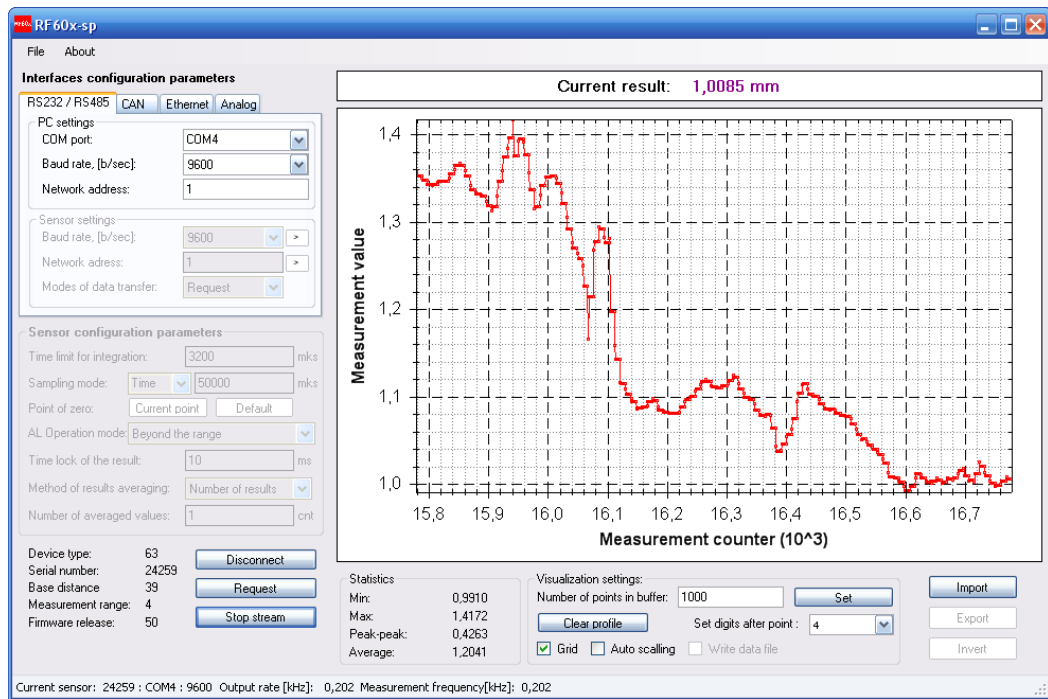 RF60x RF60x-sp
File About
Interfaces configuration parameters
RS232 / RS485 CAN Ethernet Analog
PC settings
COM port: COM4
Baud rate, [b/sec]: 9600
Network address: 1
Sensor settings
Baud rate, [b/sec]: 9600 >
Network adress: 1 >
Modes of data transfer: Request
Sensor configuration parameters
Time limit for integration: 3200 mks
Sampling mode: Time 50000 mks
Point of zero: Current point Default
AL Operation mode: Beyond the range
Time lock of the result: 10 ms
Method of results averaging: Number of results
Number of averaged values: 1 cnt
Device type: 63
Serial number: 24259
Base distance 39
Measurement range: 4
Firmware release: 50
Disconnect
Request
Stop stream
Current result: 1,0085 mm
Measurement value
1,4
1,3
1,2
1,1
1,0
15,8 15,9 16,0 16,1 16,2 16,3 16,4 16,5 16,6 16,7
Measurement counter (10^3)
Statistics
Min: 0,9910
Max: 1,4172
Peak-peak: 0,4263
Average: 1,2041
Visualization settings:
Number of points in buffer: 1000 Set
Clear profile Set digits after point : 4
Grid Auto scalling Write data file
Import
Export
Invert
Current sensor: 24259 : COM4 : 9600 Output rate [kHz]: 0,202 Measurement frequency[kHz]: 0,202